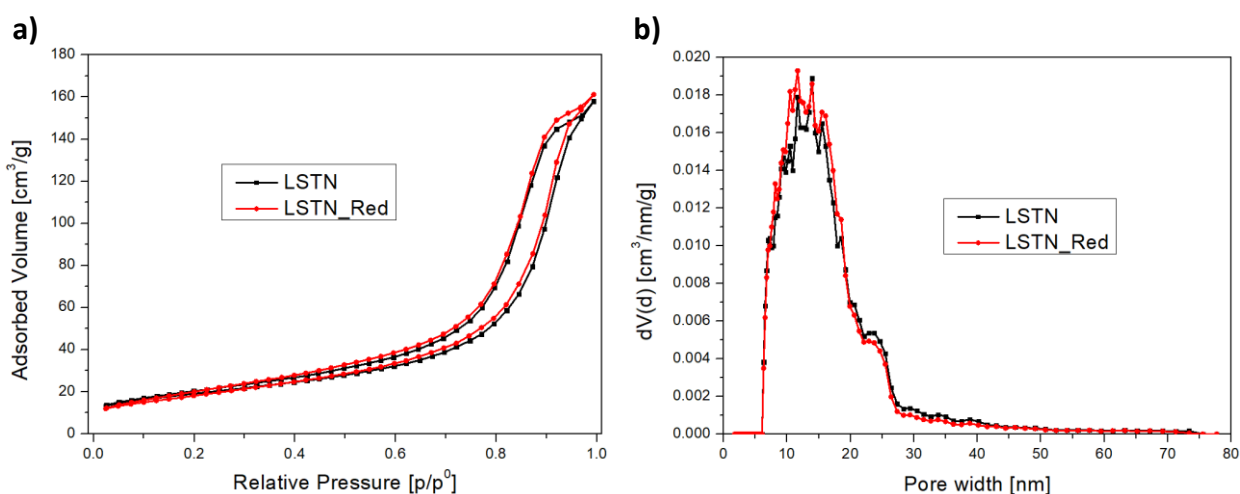 a)
180
160
140
120
100
80
60
40
20
0
Adsorbed Volume [cm³/g]
LSTN
LSTN_Red
0.0 0.2 0.4 0.6 0.8 1.0
Relative Pressure [p/p⁰]
b)
0.020
0.018
0.016
0.014
0.012
0.010
0.008
0.006
0.004
0.002
0.000
dV(d) [cm³/nm/g]
LSTN
LSTN_Red
0 10 20 30 40 50 60 70 80
Pore width [nm]